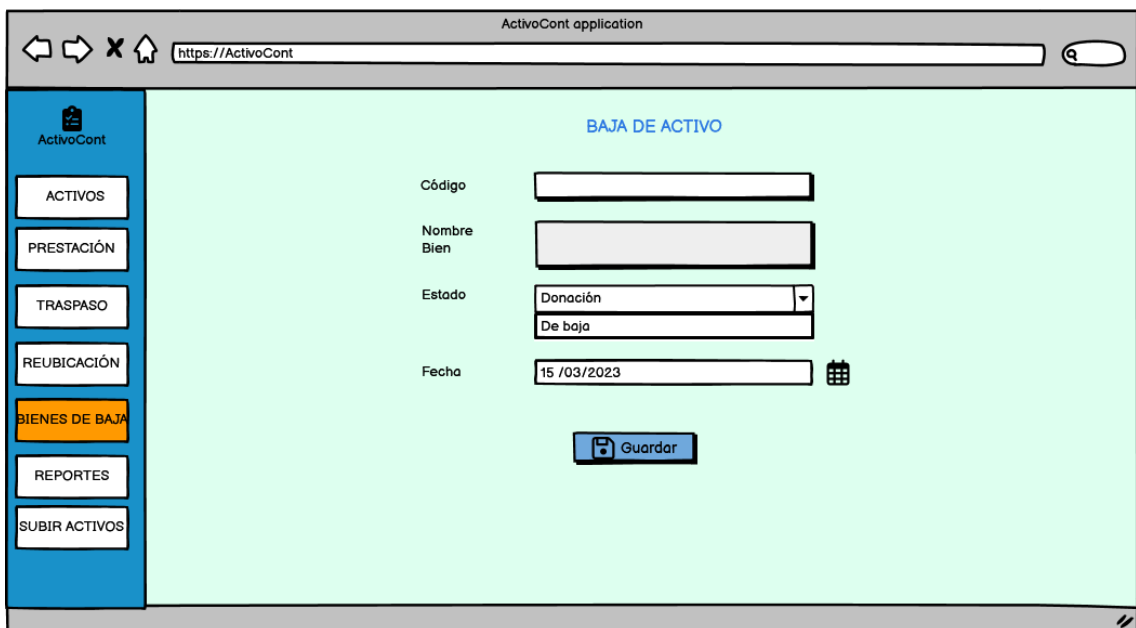 ActivoCont application
https://ActivoCont
ActivoCont
ACTIVOS
PRESTACIÓN
TRASPASO
REUBICACIÓN
BIENES DE BAJA
REPORTES
SUBIR ACTIVOS
BAJA DE ACTIVO
Código
Nombre
Bien
Estado
Donación
De baja
Fecha
15 /03/2023
Guardar